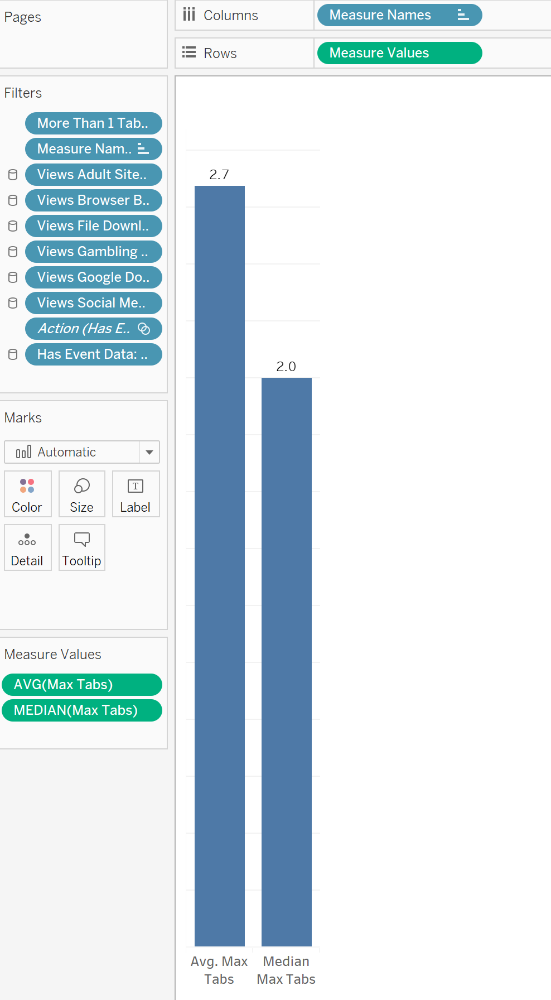 Pages
Columns
Measure Names
Rows
Measure Values
Filters
More Than 1 Tab..
Measure Nam..
Views Adult Site..
Views Browser B..
Views File Downl..
Views Gambling ..
Views Google Do..
Views Social Me..
Action (Has E..
Has Event Data: ..
Marks
Automatic
Color
Size
T
Label
Detail
Tooltip
Measure Values
AVG(Max Tabs)
MEDIAN(Max Tabs)
2.7
2.0
Avg. Max
Tabs
Median
Max Tabs